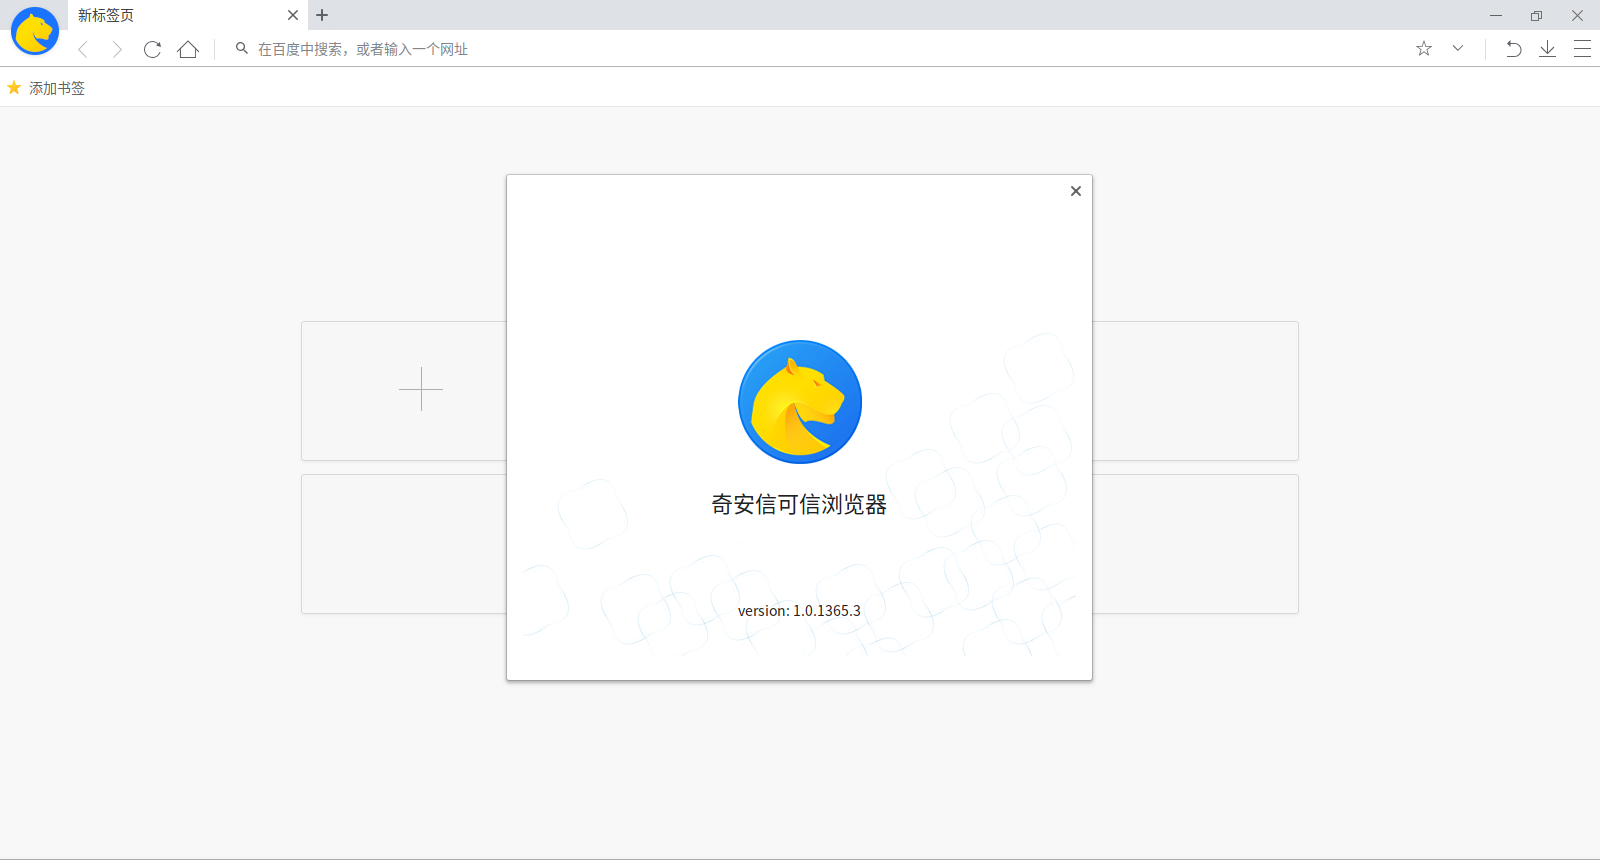 新标签页
在百度中搜索，或者输入一个网址
添加书签
奇安信可信浏览器
version: 1.0.1365.3